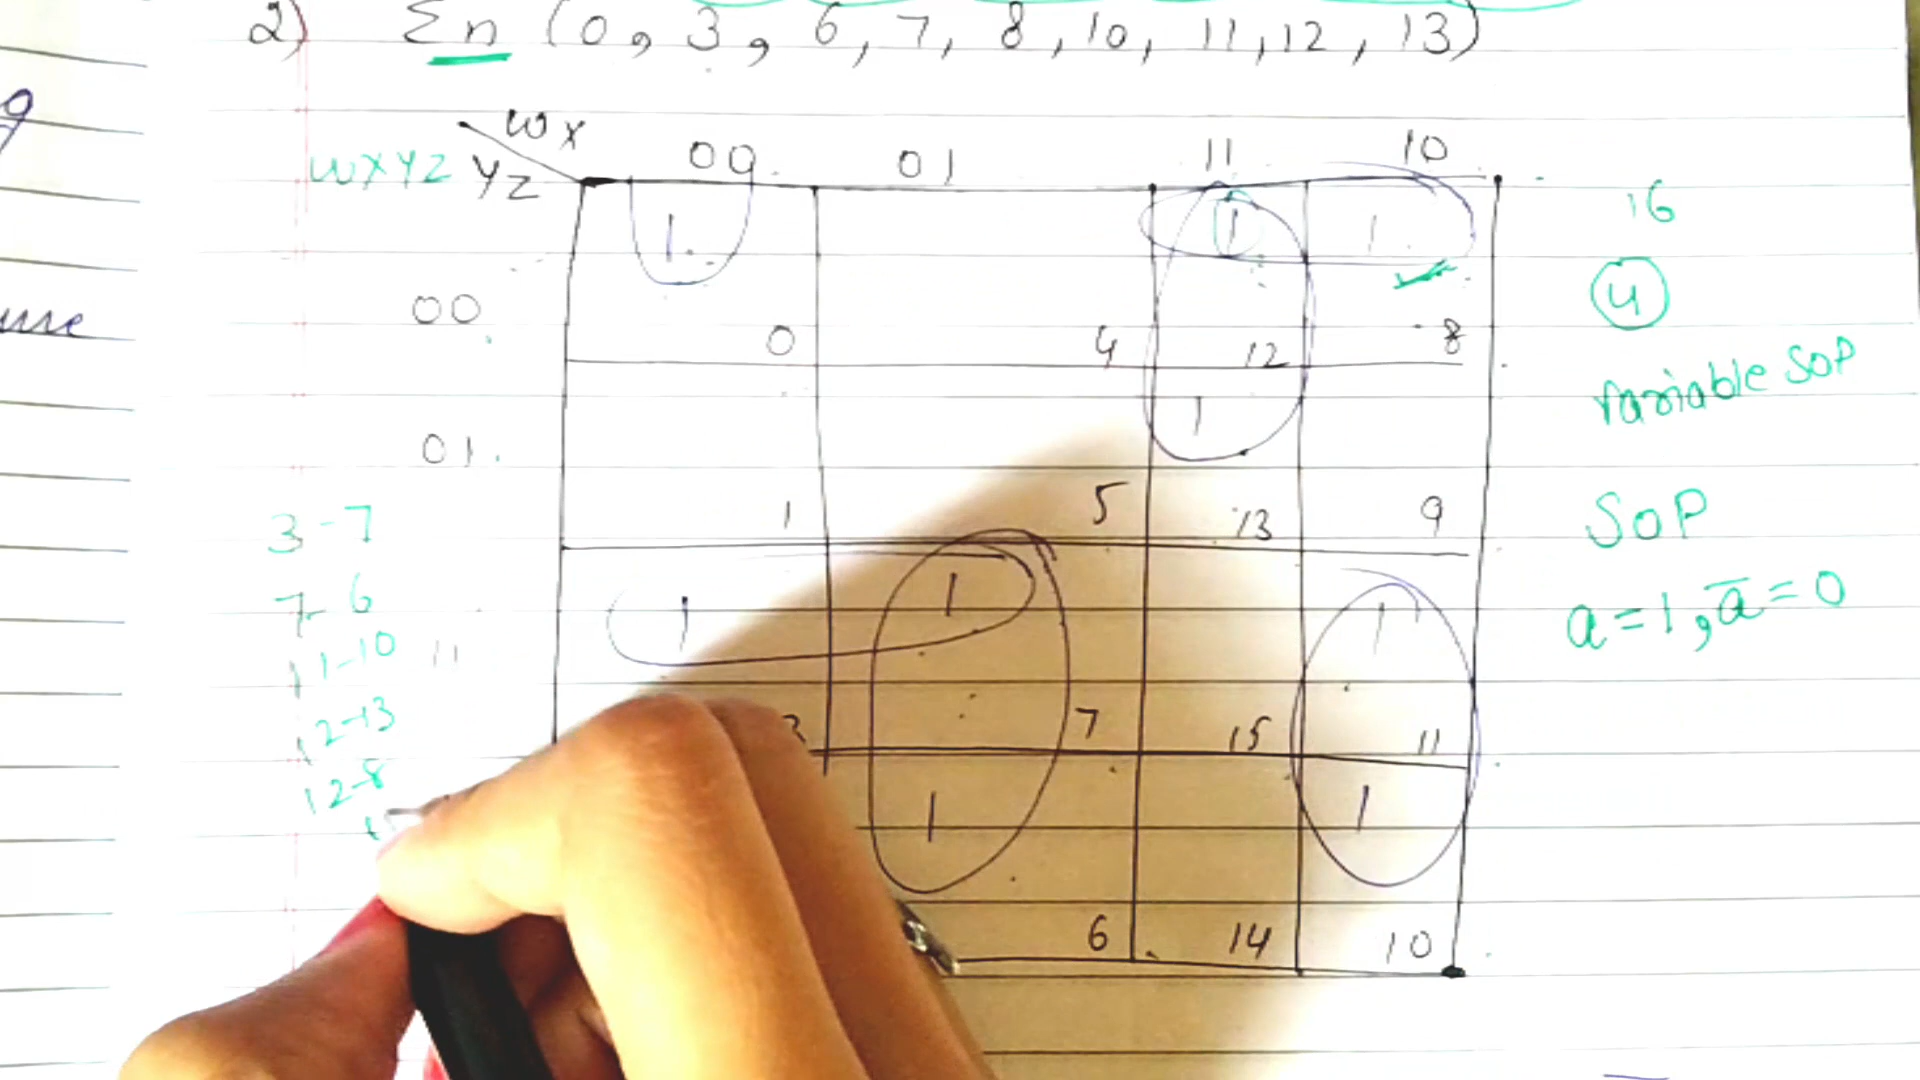 2) Σn (0, 3, 6, 7, 8, 10, 11, 12, 13)
wx
WXYZ YZ 00 01 11 10
1 1 1
00
0 4 12 8
01 1
1 5 13 9
1 1 1
11
7 15 11
1 1
6 14 10
3-7
7-6
11-10
12-13
12-8
16
4
Variable SOP
SOP
a=1, a̅=0